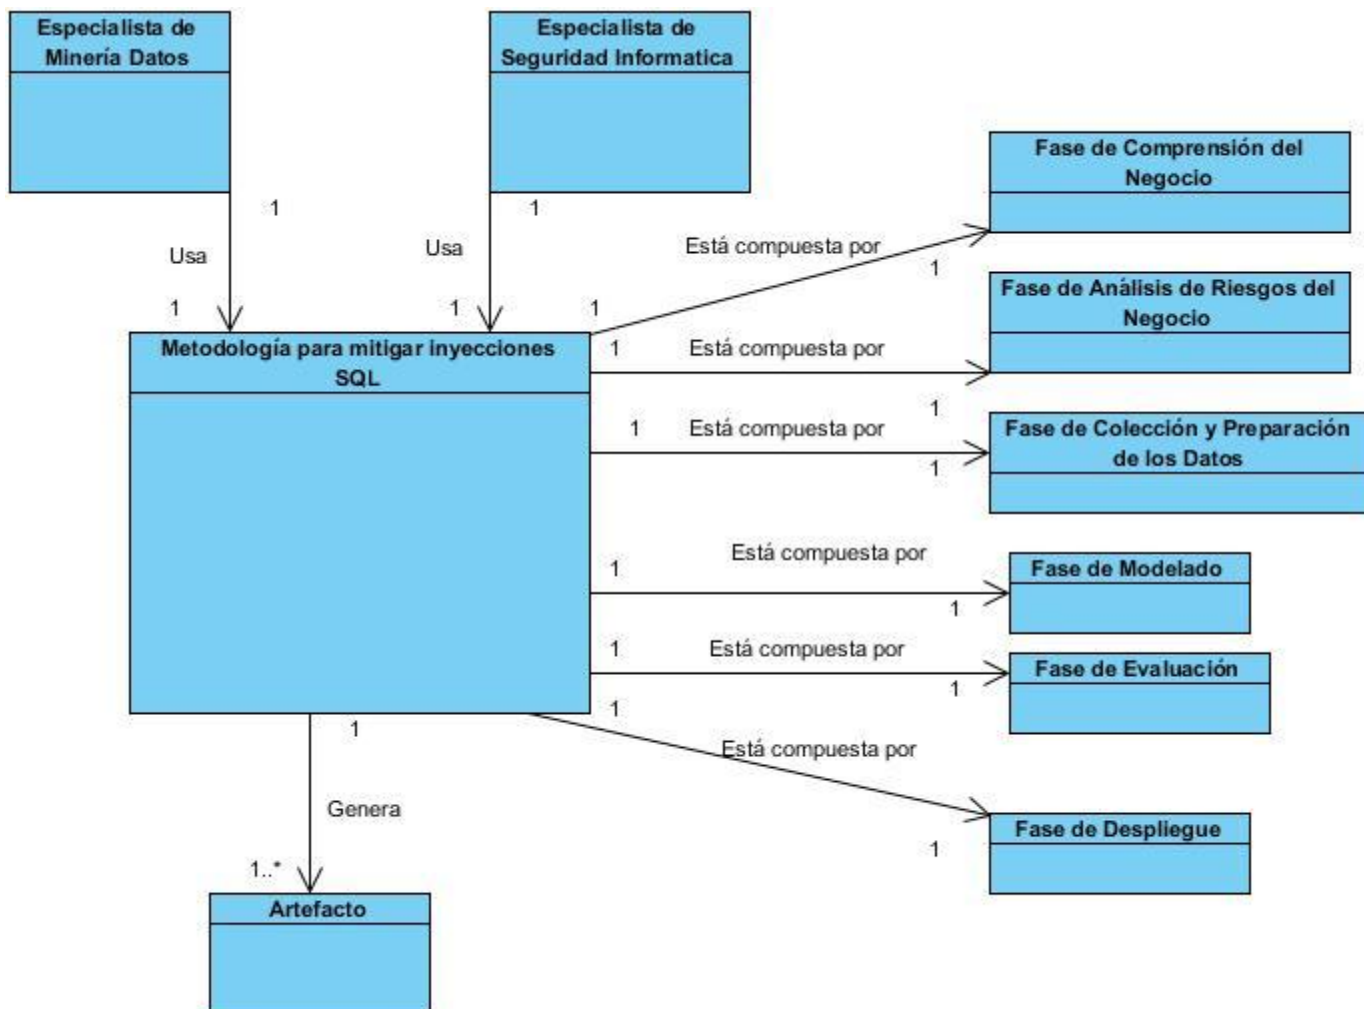 Especialista de
Minería Datos
Especialista de
Seguridad Informatica
Fase de Comprensión del
Negocio
1
1
Usa
Usa
Está compuesta por
1
1
1
1
Fase de Análisis de Riesgos del
Negocio
Metodología para mitigar inyecciones
SQL
1
Está compuesta por
1
1
Está compuesta por
1
Fase de Colección y Preparación
de los Datos
Está compuesta por
1
1
Fase de Modelado
1
Está compuesta por
1
Fase de Evaluación
1
1
Está compuesta por
Genera
1
Fase de Despliegue
1..*
Artefacto